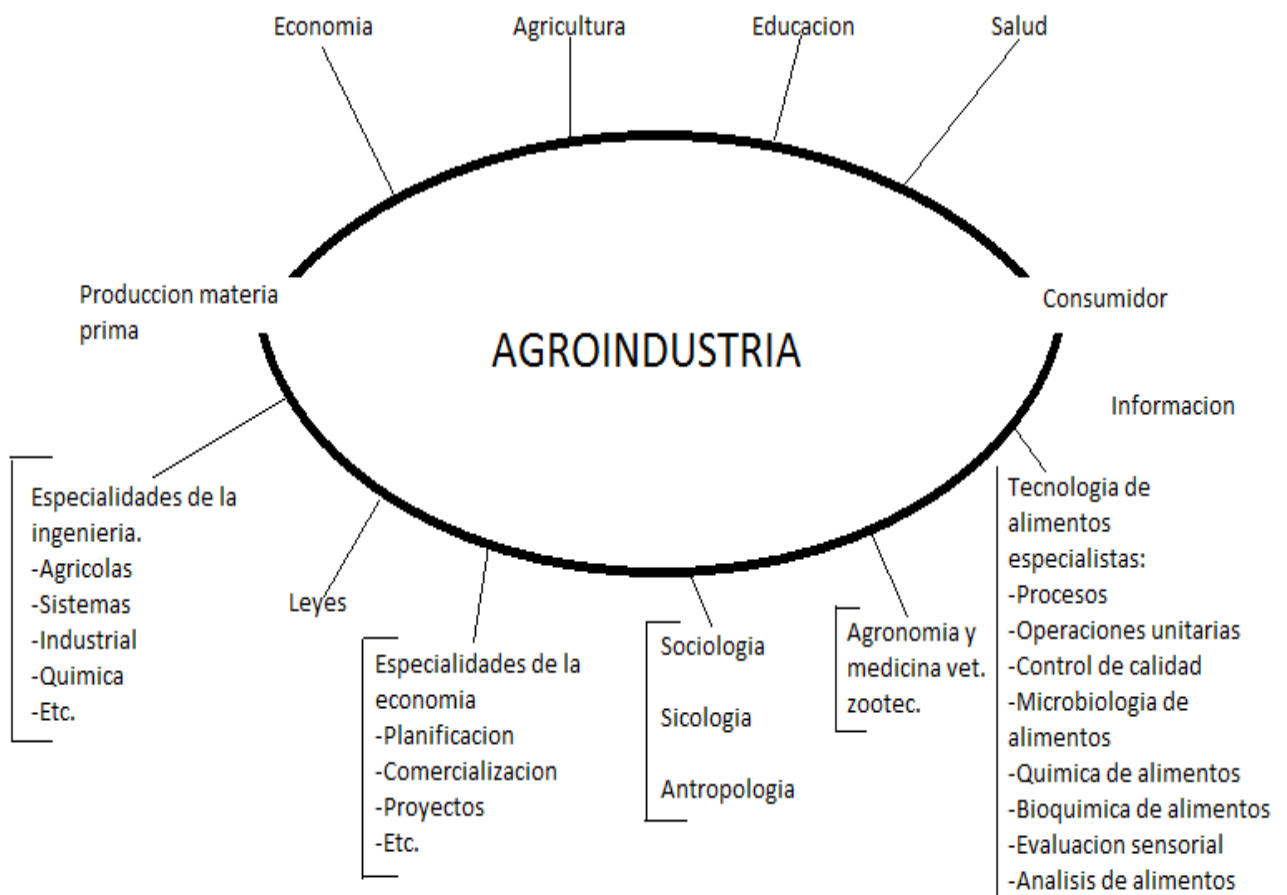 Economia
Agricultura
Educacion
Salud
Produccion materia
prima
Consumidor
AGROINDUSTRIA
Informacion
Especialidades de la
ingenieria.
-Agricolas
-Sistemas
-Industrial
-Quimica
-Etc.
Leyes
Especialidades de la
economia
-Planificacion
-Comercializacion
-Proyectos
-Etc.
Sociologia
Sicologia
Antropologia
Agronomia y
medicina vet.
zootec.
Tecnologia de
alimentos
especialistas:
-Procesos
-Operaciones unitarias
-Control de calidad
-Microbiologia de
alimentos
-Quimica de alimentos
-Bioquimica de alimentos
-Evaluacion sensorial
-Analisis de alimentos